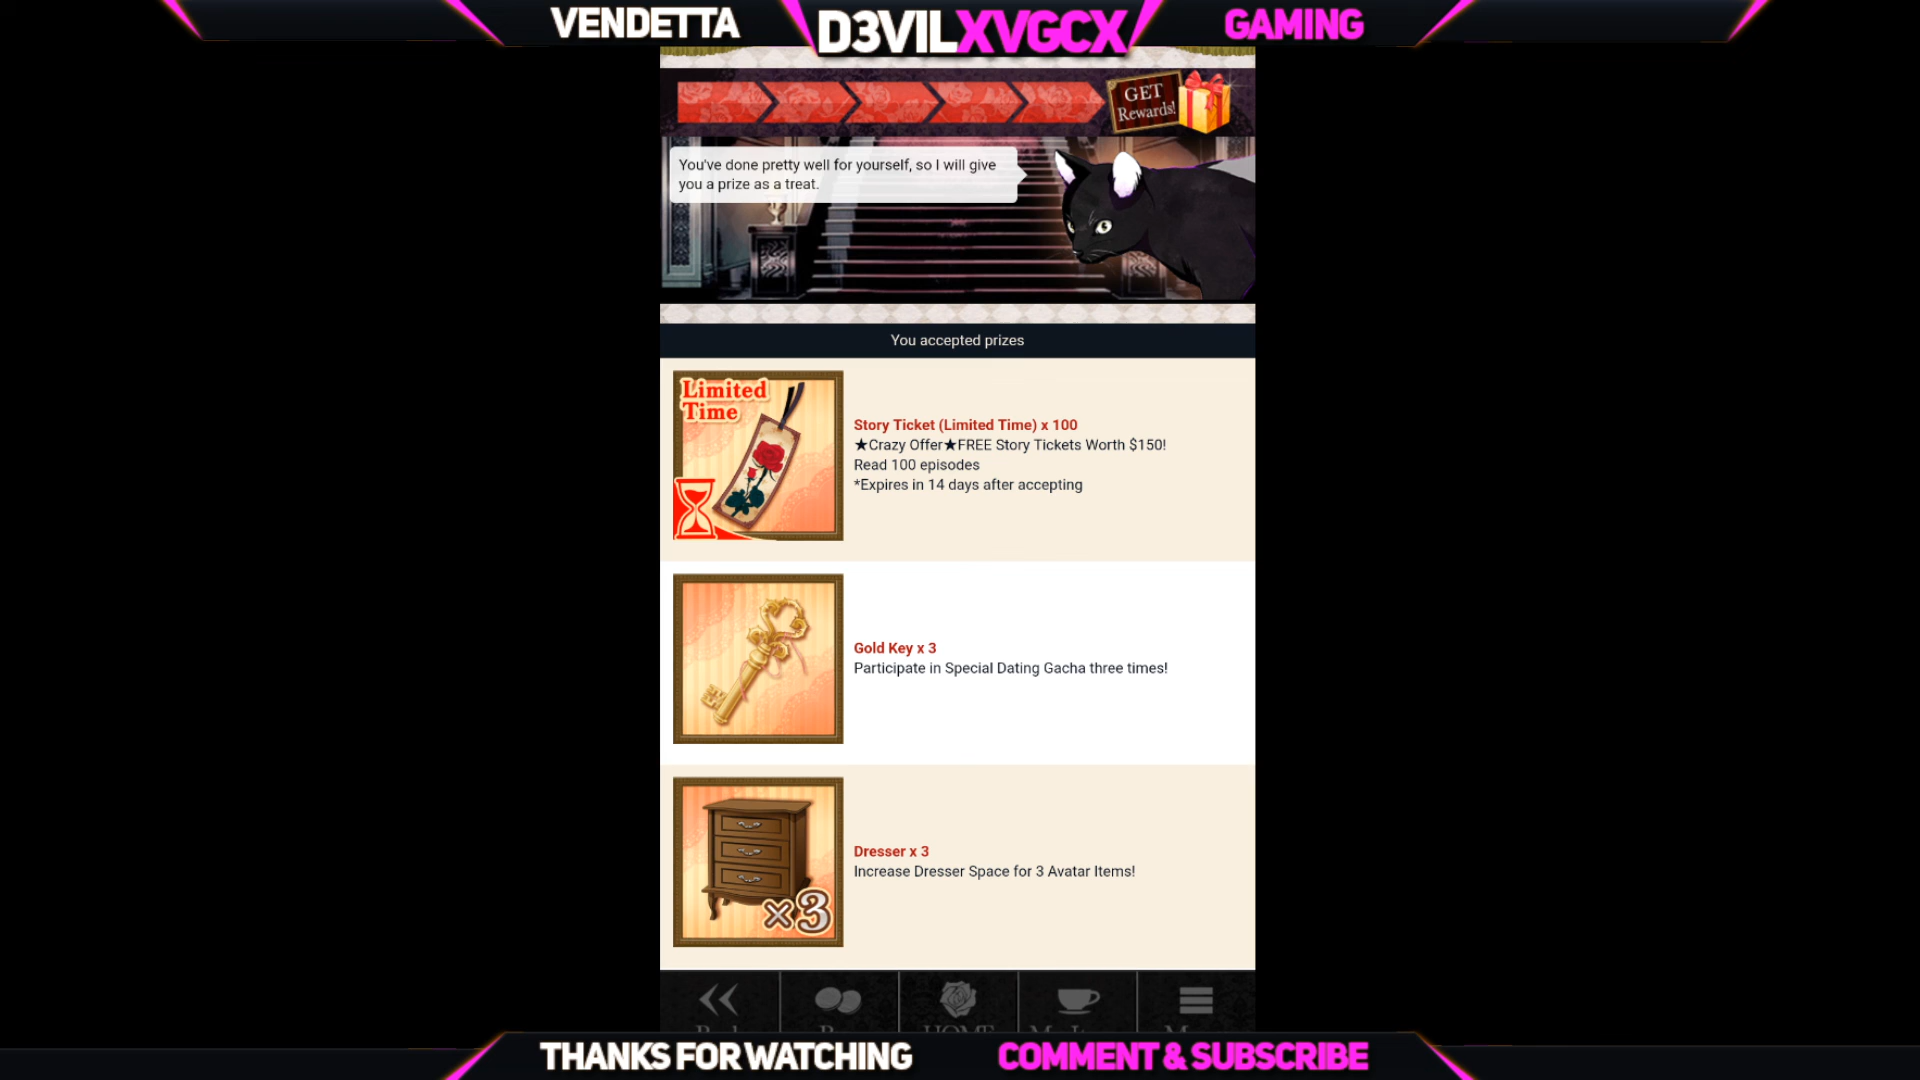 VENDETTA
D3VILXVGCX
GAMING
GET
Rewards!
You've done pretty well for yourself, so I will give
you a prize as a treat.
You accepted prizes
Limited
Time
Story Ticket (Limited Time) x 100
★Crazy Offer★FREE Story Tickets Worth $150!
Read 100 episodes
*Expires in 14 days after accepting
Gold Key x 3
Participate in Special Dating Gacha three times!
Dresser x 3
Increase Dresser Space for 3 Avatar Items!
×3
HOME
THANKS FOR WATCHING
COMMENT & SUBSCRIBE